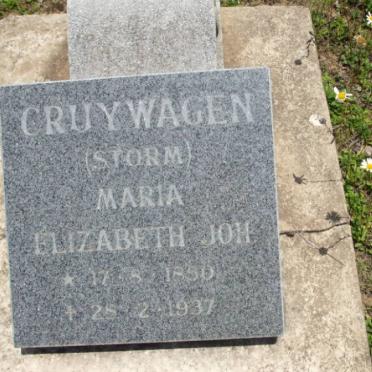 CRUYWAGEN
(STORM)
MARIA
ELIZABETH JOH
* 17-8-1850
+ 28-2-1937